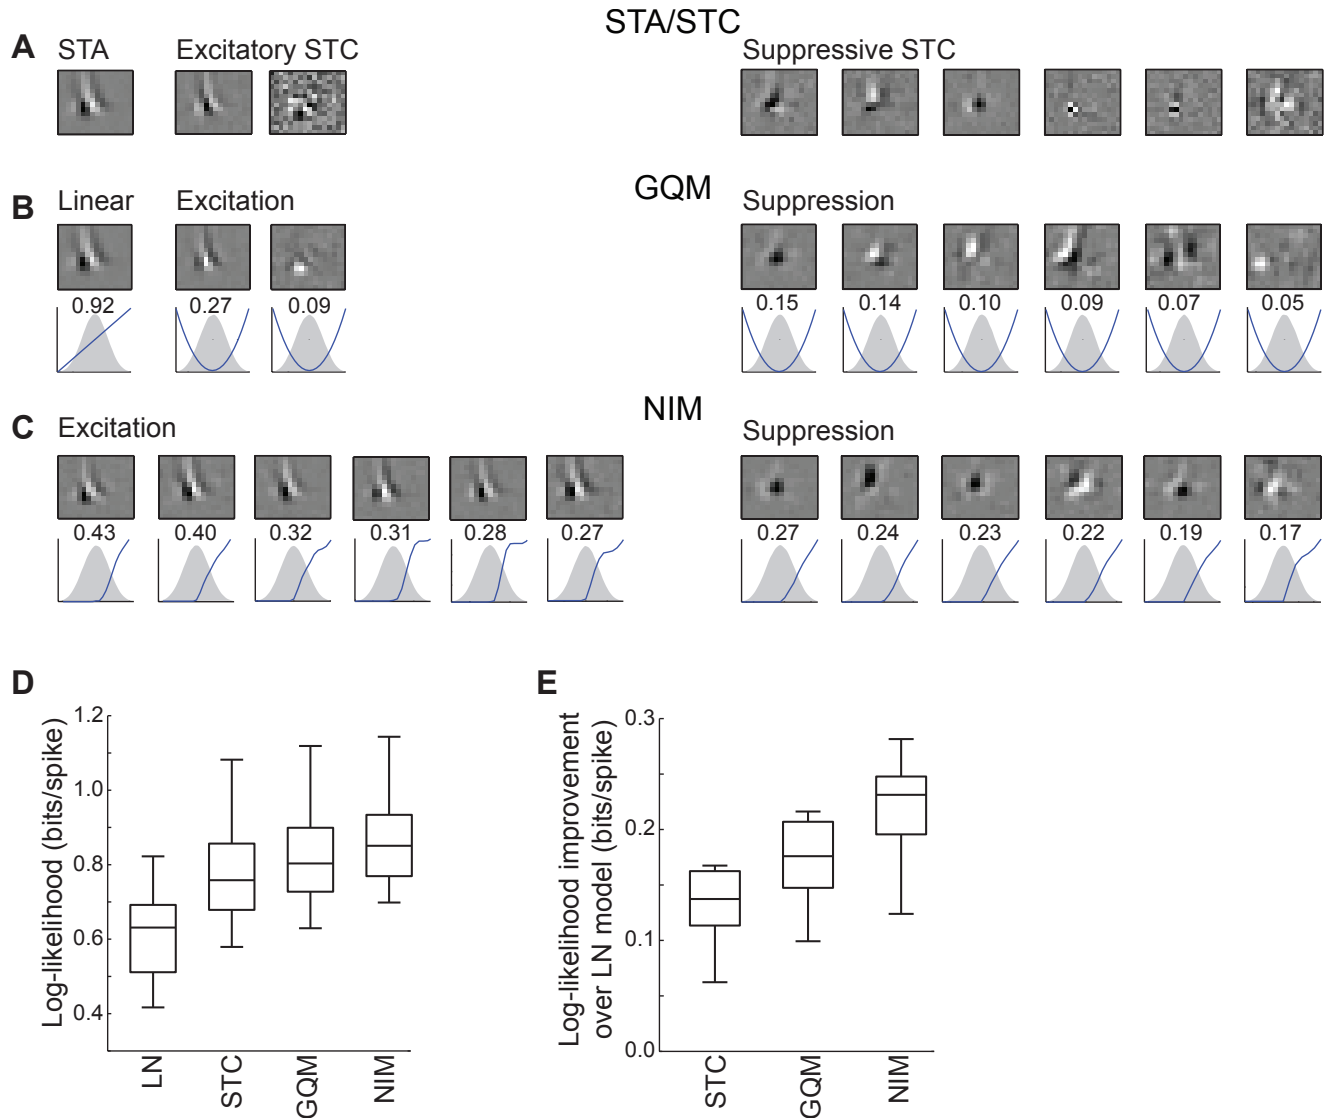 STA/STC
A STA Excitatory STC Suppressive STC
GQM
B Linear Excitation Suppression
0.92 0.27 0.09 0.15 0.14 0.10 0.09 0.07 0.05
NIM
C Excitation Suppression
0.43 0.40 0.32 0.31 0.28 0.27 0.27 0.24 0.23 0.22 0.19 0.17
D
Log-likelihood (bits/spike)
1.2
1.0
0.8
0.6
0.4
LN STC GQM NIM
E
Log-likelihood improvement
over LN model (bits/spike)
0.3
0.2
0.1
0.0
STC GQM NIM